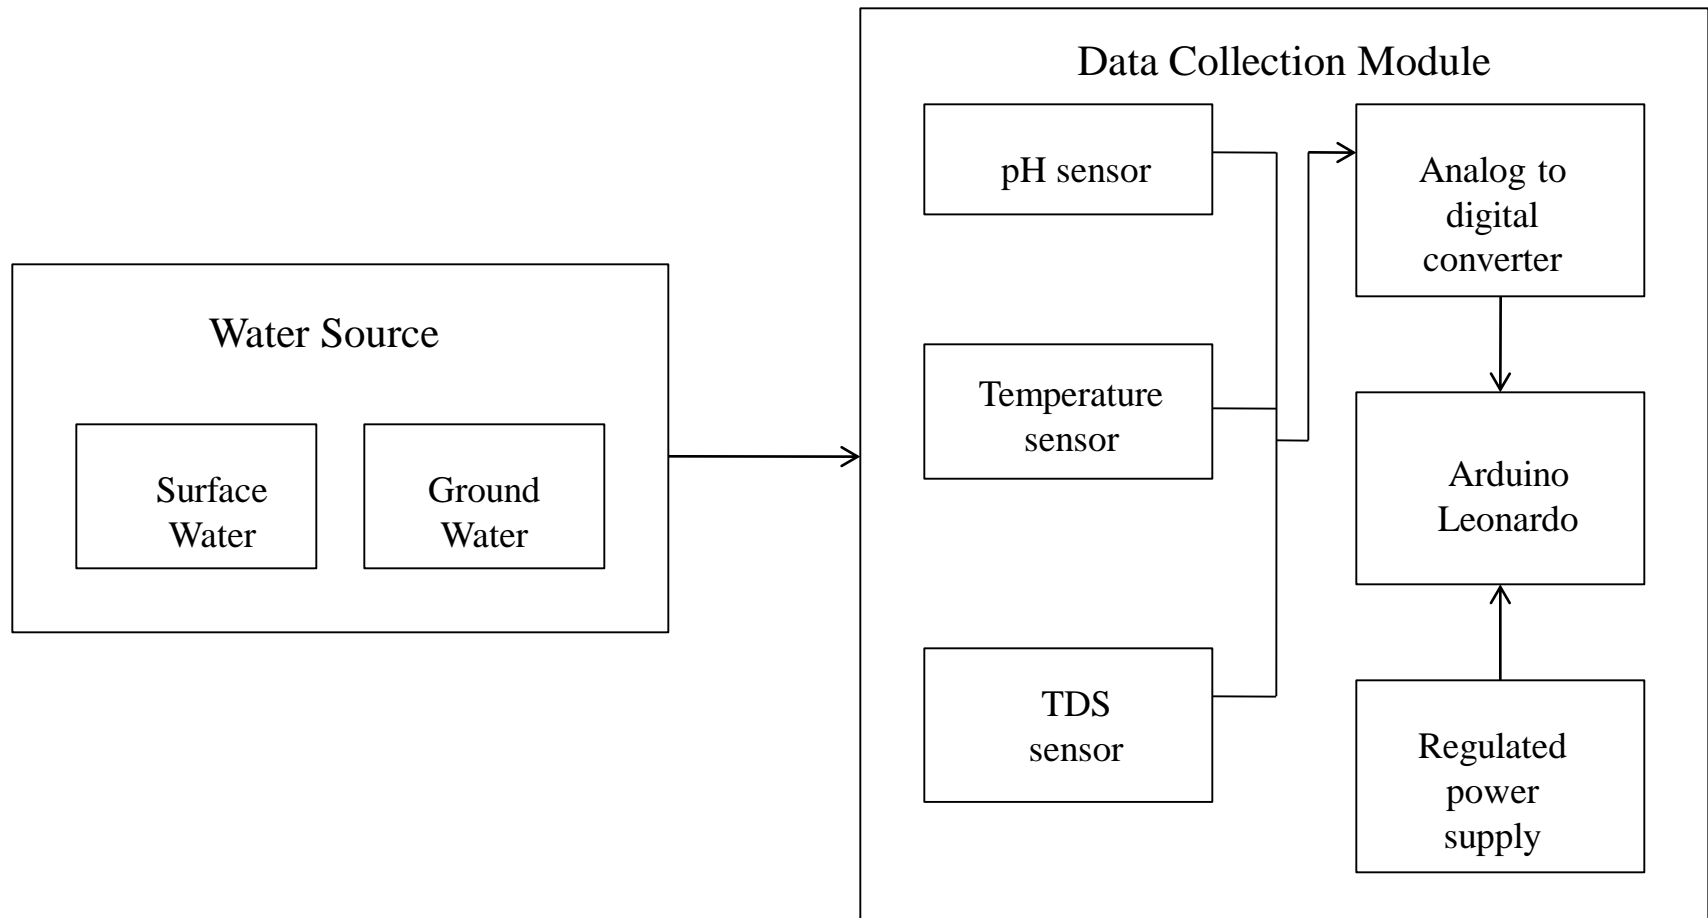 Data Collection Module
pH sensor
Analog to
digital
converter
Water Source
Temperature
sensor
Surface
Water
Ground
Water
Arduino
Leonardo
TDS
sensor
Regulated
power
supply